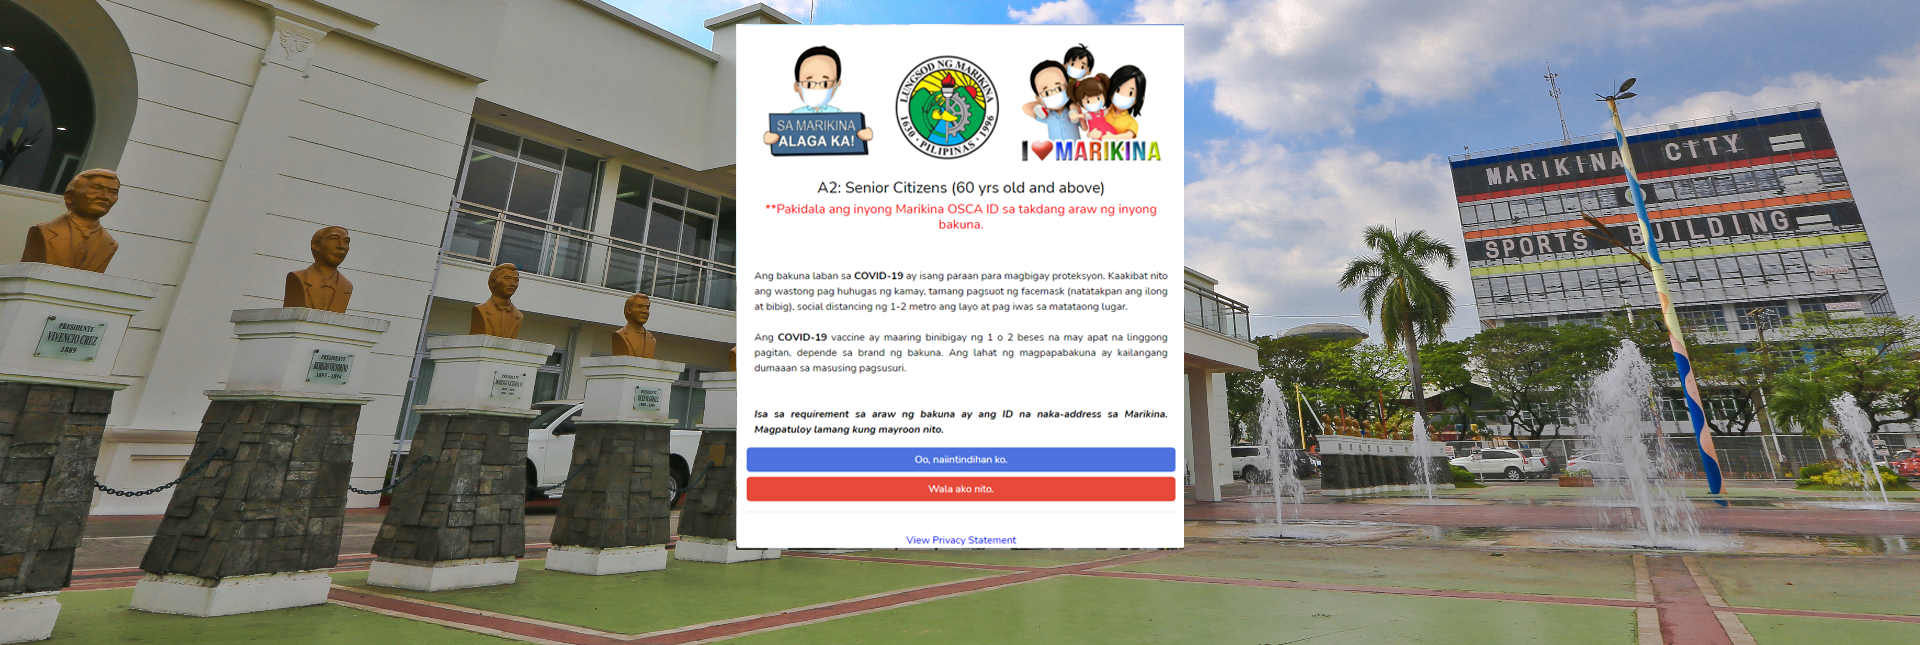 SA MARIKINA
ALAGA KA!
LUNGSOD NG MARIKINA
1630 · PILIPINAS · 1996
I MARIKINA
A2: Senior Citizens (60 yrs old and above)
**Pakidala ang inyong Marikina OSCA ID sa takdang araw ng inyong
bakuna.
Ang bakuna laban sa COVID-19 ay isang paraan para magbigay proteksyon. Kaakibat nito
ang wastong pag huhugas ng kamay, tamang pagsuot ng facemask (natatakpan ang ilong
at bibig), social distancing ng 1-2 metro ang layo at pag iwas sa matataong lugar.
Ang COVID-19 vaccine ay maaring binibigay ng 1 o 2 beses na may apat na linggong
pagitan, depende sa brand ng bakuna. Ang lahat ng magpapabakuna ay kailangang
dumaaan sa masusing pagsusuri.
Isa sa requirement sa araw ng bakuna ay ang ID na naka-address sa Marikina.
Magpatuloy lamang kung mayroon nito.
Oo, naiintindihan ko.
Wala ako nito.
View Privacy Statement
PRESIDENTE
VIVENCIO CRUZ
1889
PRESIDENTE
PRESIDENTE
PRESIDENTE
MARIKINA CITY
SPORTS BUILDING